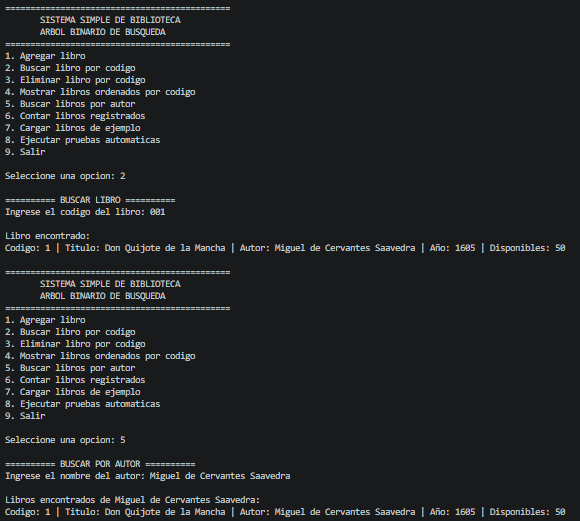 =============================================
SISTEMA SIMPLE DE BIBLIOTECA
ARBOL BINARIO DE BUSQUEDA
=============================================
1. Agregar libro
2. Buscar libro por codigo
3. Eliminar libro por codigo
4. Mostrar libros ordenados por codigo
5. Buscar libros por autor
6. Contar libros registrados
7. Cargar libros de ejemplo
8. Ejecutar pruebas automaticas
9. Salir
Seleccione una opcion: 2
========== BUSCAR LIBRO ==========
Ingrese el codigo del libro: 001
Libro encontrado:
Codigo: 1 | Titulo: Don Quijote de la Mancha | Autor: Miguel de Cervantes Saavedra | Año: 1605 | Disponibles: 50
=============================================
SISTEMA SIMPLE DE BIBLIOTECA
ARBOL BINARIO DE BUSQUEDA
=============================================
1. Agregar libro
2. Buscar libro por codigo
3. Eliminar libro por codigo
4. Mostrar libros ordenados por codigo
5. Buscar libros por autor
6. Contar libros registrados
7. Cargar libros de ejemplo
8. Ejecutar pruebas automaticas
9. Salir
Seleccione una opcion: 5
========== BUSCAR POR AUTOR ==========
Ingrese el nombre del autor: Miguel de Cervantes Saavedra
Libros encontrados de Miguel de Cervantes Saavedra:
Codigo: 1 | Titulo: Don Quijote de la Mancha | Autor: Miguel de Cervantes Saavedra | Año: 1605 | Disponibles: 50